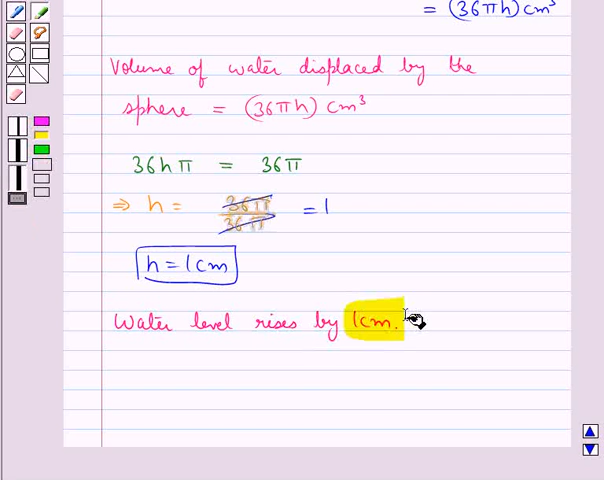 = (36πh) cm³
Volume of water displaced by the
sphere = (36πh) cm³
36hπ = 36π
⇒ h = 36π/36π = 1
h = 1cm
Water level rises by 1cm.